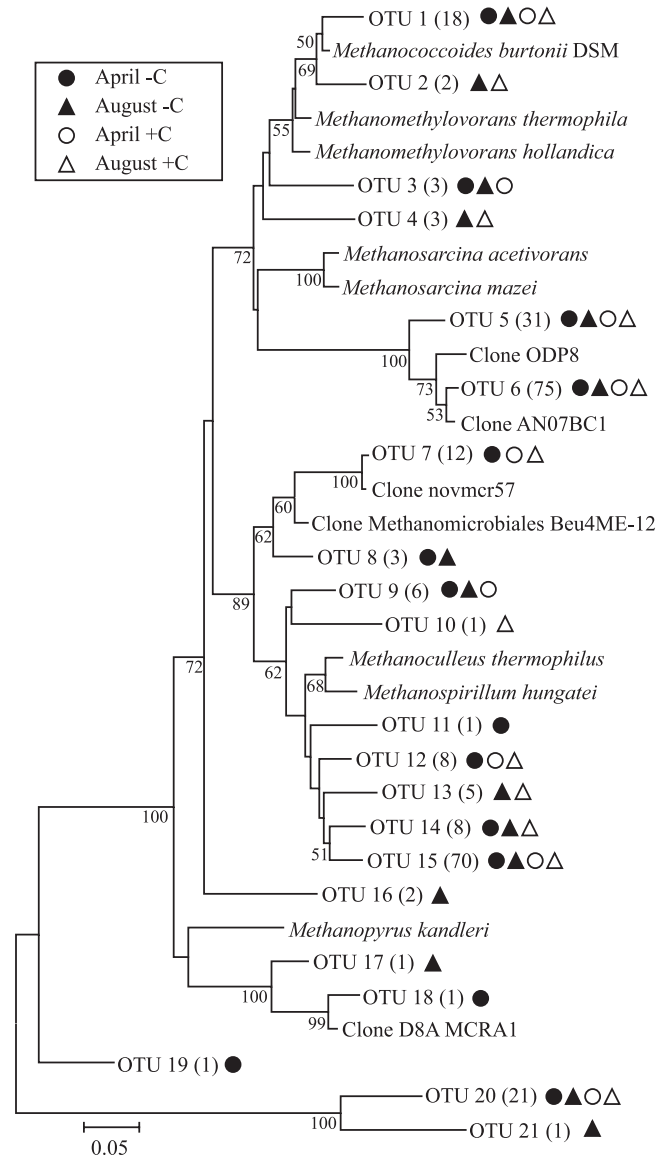 OTU 1 (18)
50
Methanococcoides burtonii DSM
69
OTU 2 (2)
April -C
August -C
April +C
August +C
Methanomethylovorans thermophila
55
Methanomethylovorans hollandica
OTU 3 (3)
OTU 4 (3)
72
Methanosarcina acetivorans
100
Methanosarcina mazei
OTU 5 (31)
100
Clone ODP8
73
OTU 6 (75)
53
Clone AN07BC1
OTU 7 (12)
100
Clone novmcr57
60
Clone Methanomicrobiales Beu4ME-12
62
OTU 8 (3)
89
OTU 9 (6)
OTU 10 (1)
62
Methanoculleus thermophilus
68
Methanospirillum hungatei
72
OTU 11 (1)
OTU 12 (8)
OTU 13 (5)
100
OTU 14 (8)
51
OTU 15 (70)
OTU 16 (2)
Methanopyrus kandleri
OTU 17 (1)
100
OTU 18 (1)
99
Clone D8A MCRA1
OTU 19 (1)
OTU 20 (21)
100
OTU 21 (1)
0.05